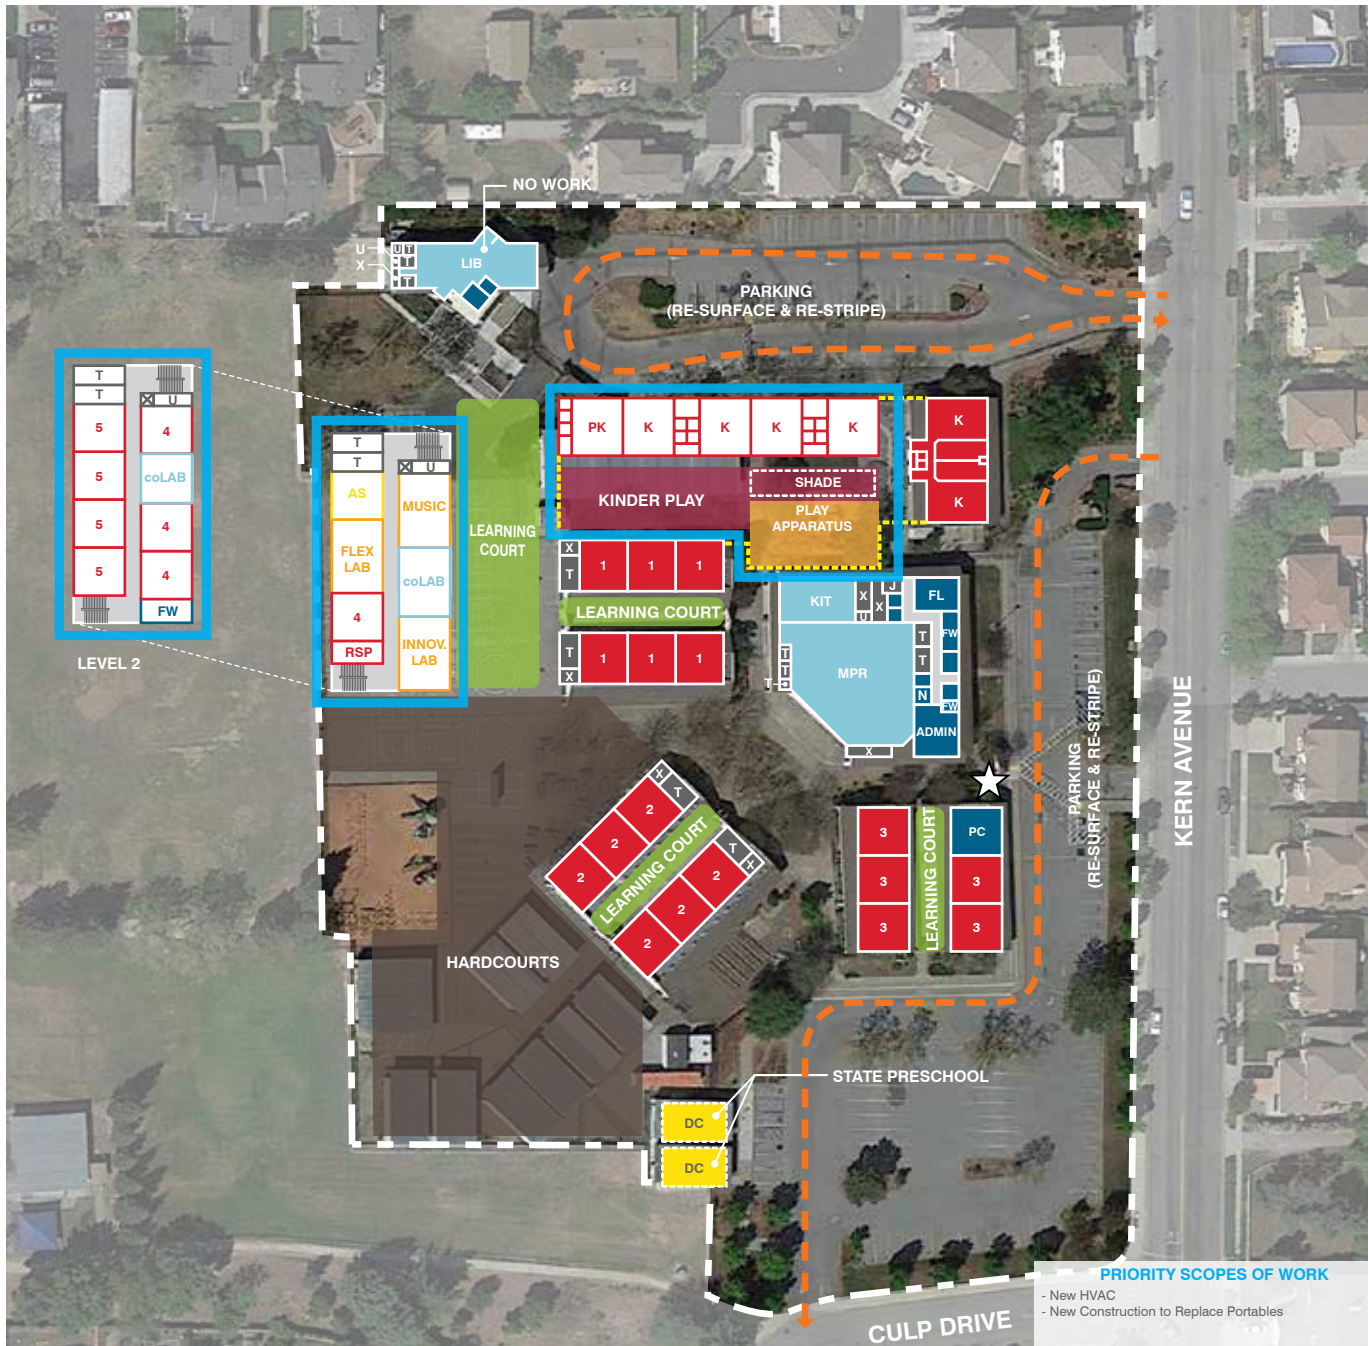 NO WORK
U
X
U T
T
T
LIB
PARKING
(RE-SURFACE & RE-STRIPE)
T
T
U
5
4
5
coLAB
5
4
5
4
FW
LEVEL 2
T
T
U
AS
MUSIC
FLEX
LAB
coLAB
4
INNOV.
LAB
RSP
LEARNING
COURT
PK
K
K
K
K
K
K
KINDER PLAY
SHADE
PLAY
APPARATUS
X
T
1
1
1
LEARNING COURT
T
X
1
1
1
KIT
X
U
X
J
FL
FW
T
T
T
T
T
MPR
N
FW
ADMIN
X
X
T
2
2
2
LEARNING COURT
T
X
2
2
2
3
3
3
LEARNING COURT
PC
3
3
PARKING
(RE-SURFACE & RE-STRIPE)
KERN AVENUE
HARDCOURTS
STATE PRESCHOOL
DC
DC
CULP DRIVE
PRIORITY SCOPES OF WORK
- New HVAC
- New Construction to Replace Portables